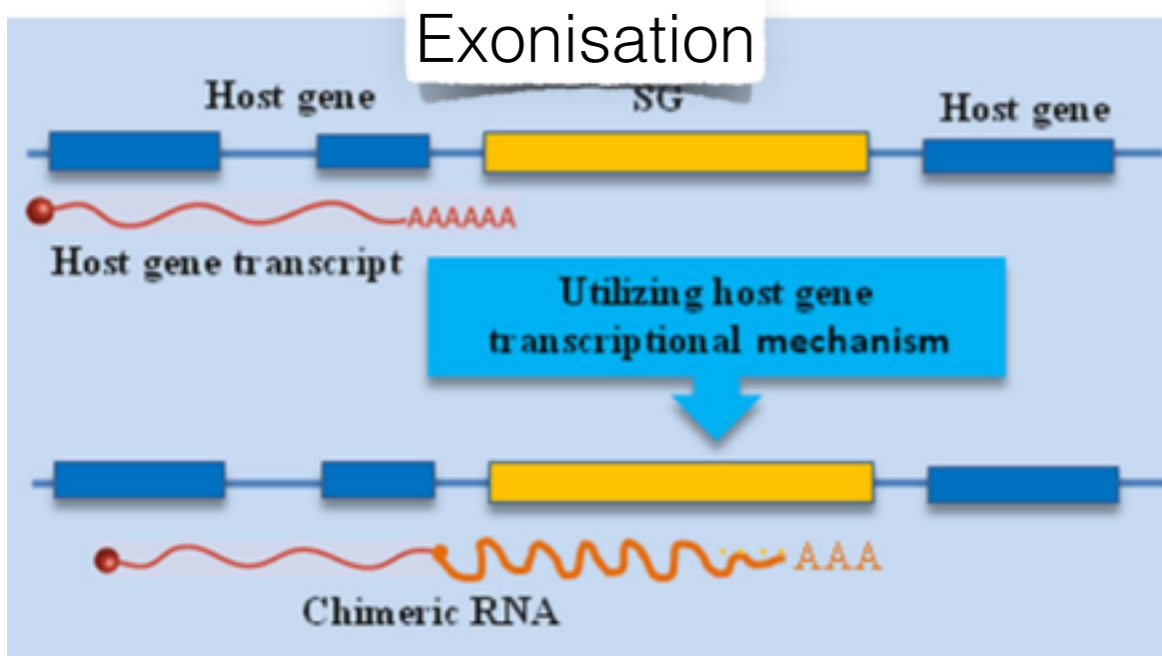 Exonisation
Host gene
SG
Host gene
AAAAAA
Host gene transcript
Utilizing host gene
transcriptional mechanism
AAA
Chimeric RNA